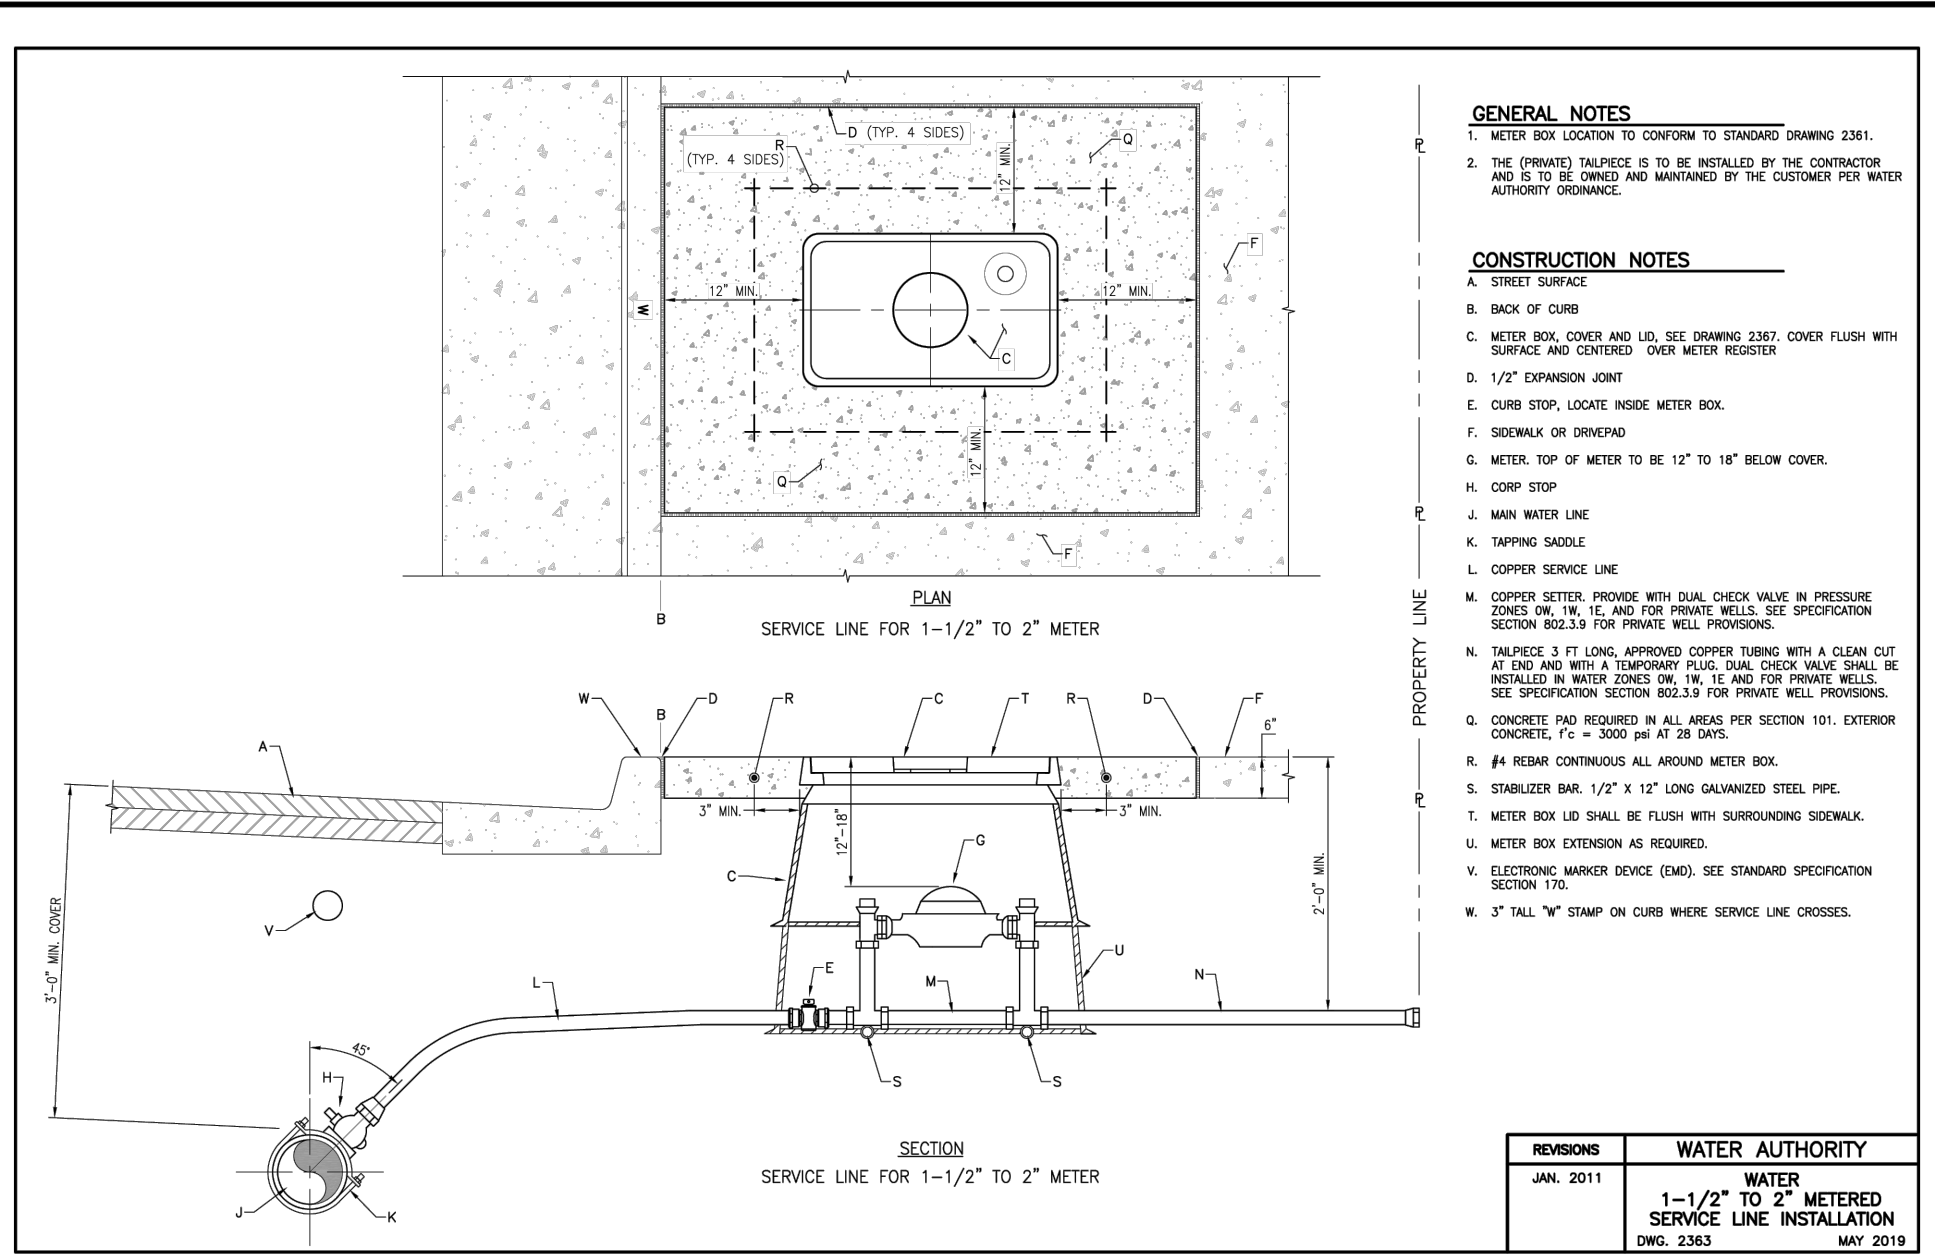 D (TYP. 4 SIDES)
R
(TYP. 4 SIDES)
Q
12" MIN.
F
12" MIN.
12" MIN.
W
C
12" MIN.
Q
F
B
PLAN
SERVICE LINE FOR 1-1/2" TO 2" METER
℄
℄
PROPERTY LINE
℄
W
B
D
R
C
T
R
D
F
6"
A
3" MIN.
3" MIN.
12"-18"
G
C
2'-0" MIN.
3'-0" MIN. COVER
V
U
E
L
M
N
45°
H
S
S
J
K
SECTION
SERVICE LINE FOR 1-1/2" TO 2" METER
GENERAL NOTES
1. METER BOX LOCATION TO CONFORM TO STANDARD DRAWING 2361.
2. THE (PRIVATE) TAILPIECE IS TO BE INSTALLED BY THE CONTRACTOR
AND IS TO BE OWNED AND MAINTAINED BY THE CUSTOMER PER WATER
AUTHORITY ORDINANCE.
CONSTRUCTION NOTES
A. STREET SURFACE
B. BACK OF CURB
C. METER BOX, COVER AND LID, SEE DRAWING 2367. COVER FLUSH WITH
SURFACE AND CENTERED OVER METER REGISTER
D. 1/2" EXPANSION JOINT
E. CURB STOP, LOCATE INSIDE METER BOX.
F. SIDEWALK OR DRIVEPAD
G. METER. TOP OF METER TO BE 12" TO 18" BELOW COVER.
H. CORP STOP
J. MAIN WATER LINE
K. TAPPING SADDLE
L. COPPER SERVICE LINE
M. COPPER SETTER. PROVIDE WITH DUAL CHECK VALVE IN PRESSURE
ZONES 0W, 1W, 1E, AND FOR PRIVATE WELLS. SEE SPECIFICATION
SECTION 802.3.9 FOR PRIVATE WELL PROVISIONS.
N. TAILPIECE 3 FT LONG, APPROVED COPPER TUBING WITH A CLEAN CUT
AT END AND WITH A TEMPORARY PLUG. DUAL CHECK VALVE SHALL BE
INSTALLED IN WATER ZONES 0W, 1W, 1E AND FOR PRIVATE WELLS.
SEE SPECIFICATION SECTION 802.3.9 FOR PRIVATE WELL PROVISIONS.
Q. CONCRETE PAD REQUIRED IN ALL AREAS PER SECTION 101. EXTERIOR
CONCRETE, f'c = 3000 psi AT 28 DAYS.
R. #4 REBAR CONTINUOUS ALL AROUND METER BOX.
S. STABILIZER BAR. 1/2" X 12" LONG GALVANIZED STEEL PIPE.
T. METER BOX LID SHALL BE FLUSH WITH SURROUNDING SIDEWALK.
U. METER BOX EXTENSION AS REQUIRED.
V. ELECTRONIC MARKER DEVICE (EMD). SEE STANDARD SPECIFICATION
SECTION 170.
W. 3" TALL "W" STAMP ON CURB WHERE SERVICE LINE CROSSES.
REVISIONS
JAN. 2011
WATER AUTHORITY
WATER
1-1/2" TO 2" METERED
SERVICE LINE INSTALLATION
DWG. 2363 MAY 2019